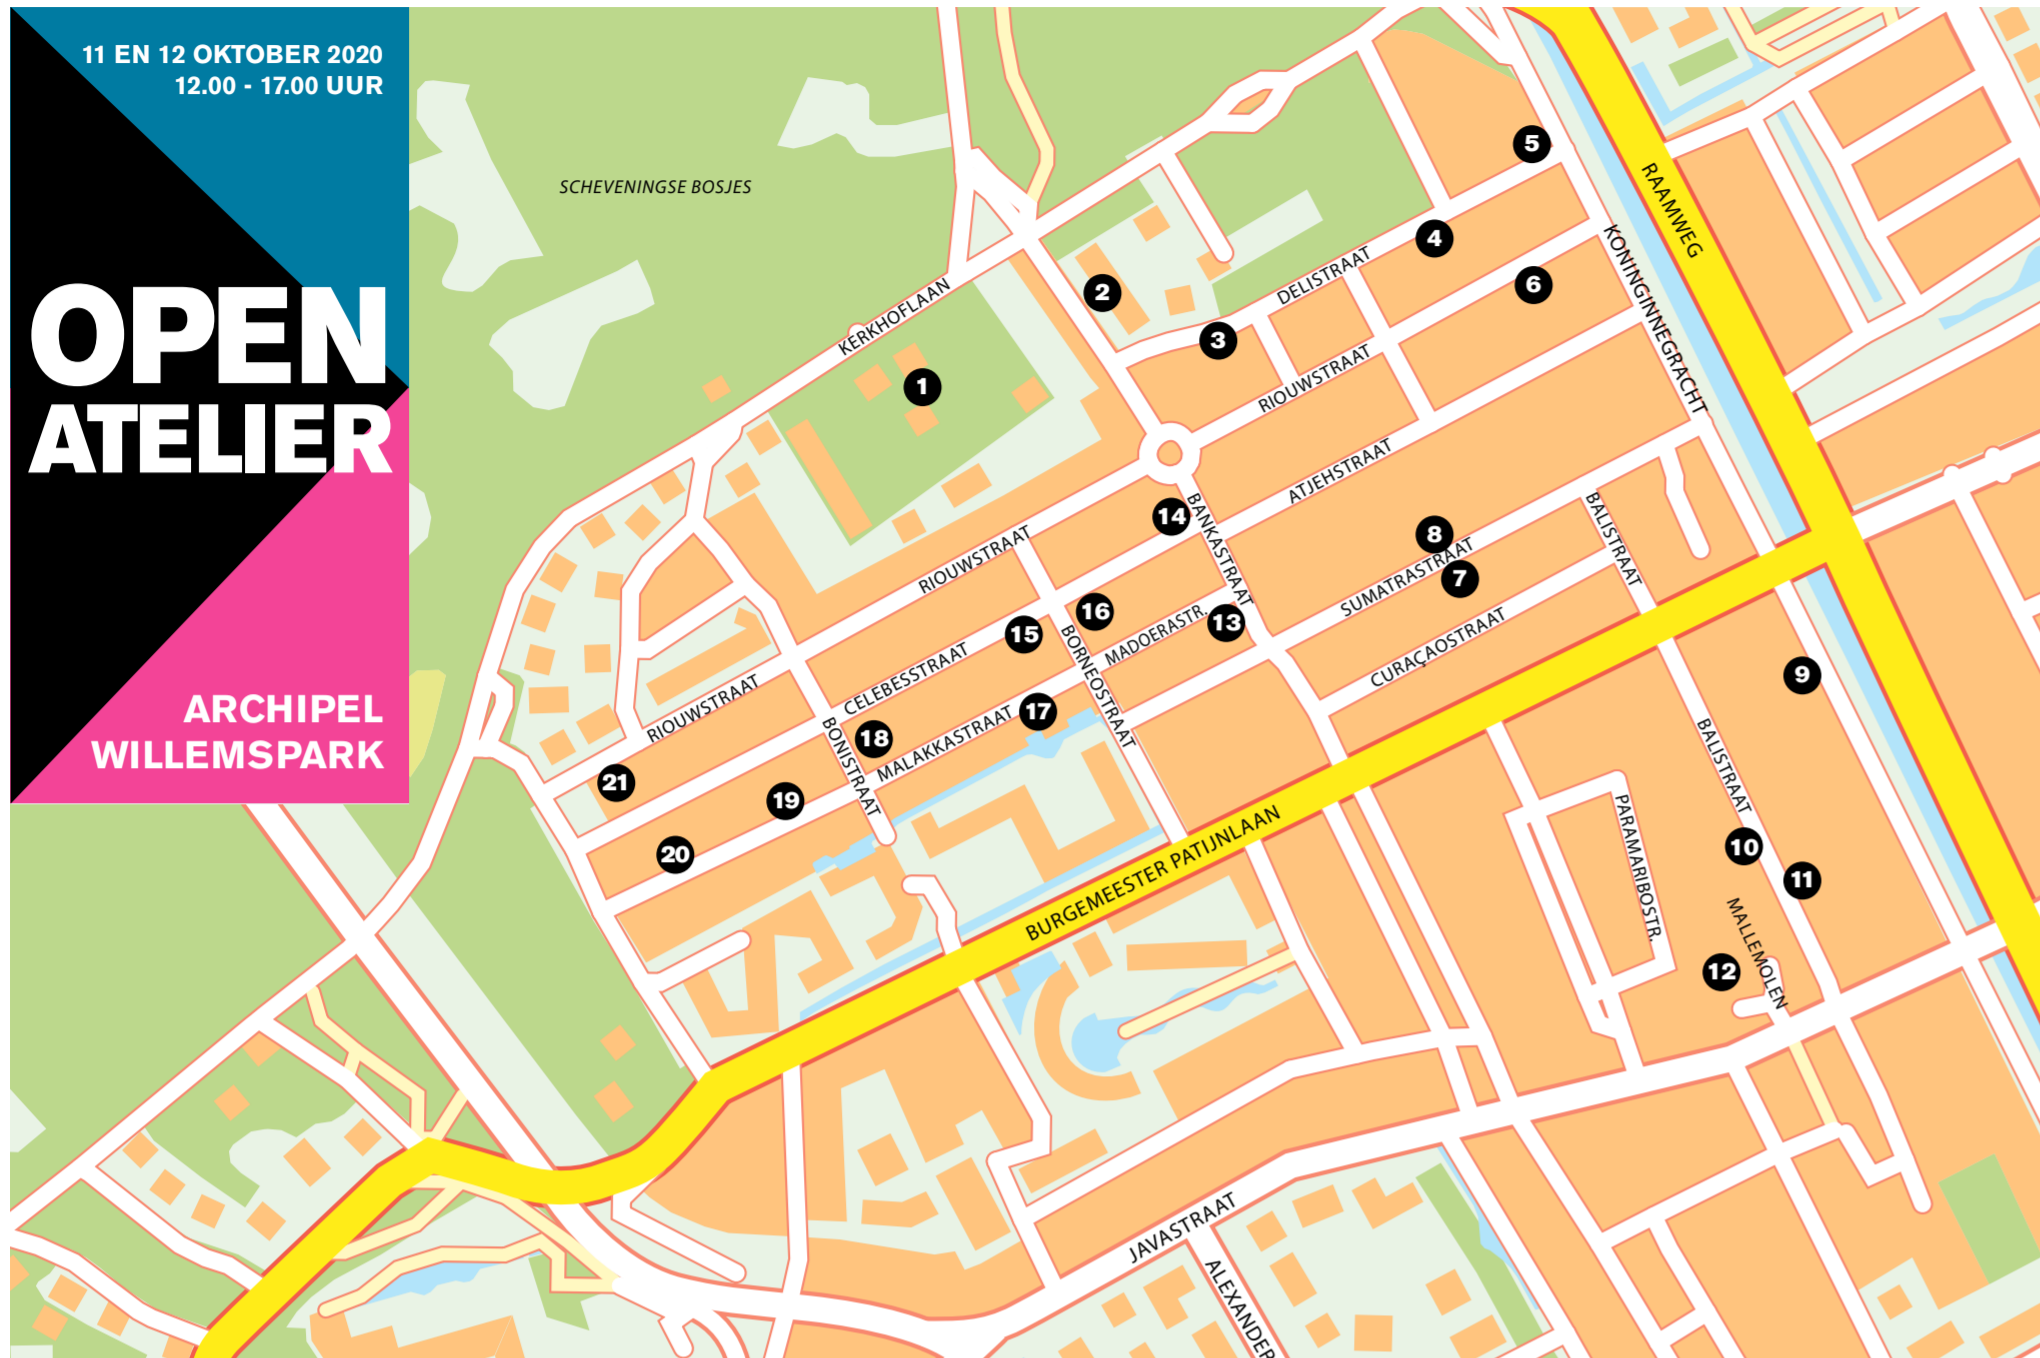 11 EN 12 OKTOBER 2020
12.00 - 17.00 UUR
OPEN
ATELIER
ARCHIPEL
WILLEMSPARK
SCHEVENINGSE BOSJES
KERKHOFLAAN
RAAMWEG
KONINGINNEGRACHT
DELISTRAAT
RIOUWSTRAAT
ATJEHSTRAAT
BANKASTRAAT
RIOUWSTRAAT
SUMATRASTRAAT
BALISTRAAT
CURAÇAOSTRAAT
MADOERASTR.
BORNEOSTRAAT
CELEBESSTRAAT
RIOUWSTRAAT
MALAKKASTRAAT
BONISTRAAT
BALISTRAAT
PARAMARIBOSTR.
MALLEMOLEN
BURGEMEESTER PATIJNLAAN
JAVASTRAAT
ALEXANDER
1
2
3
4
5
6
7
8
9
10
11
12
13
14
15
16
17
18
19
20
21